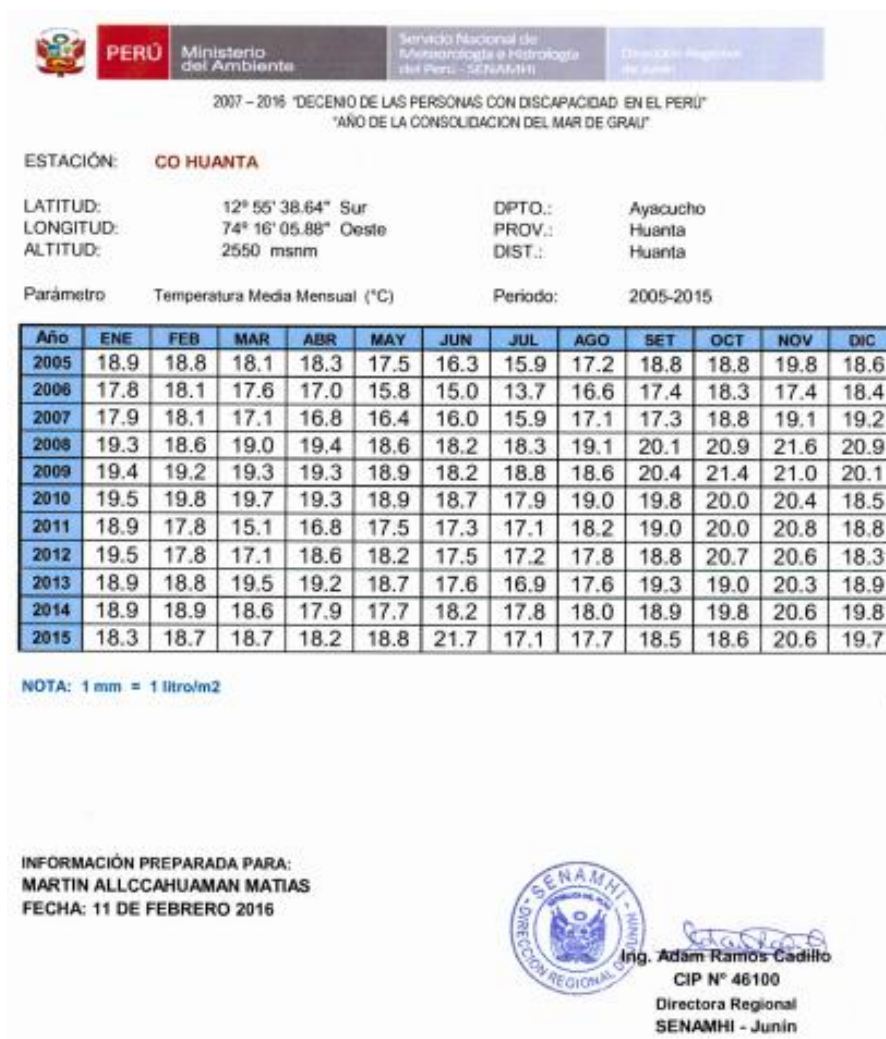 PERÚ Ministerio del Ambiente Servicio Nacional de Meteorología e Hidrología del Perú - SENAMHI Dirección Regional de Junín
2007 – 2016 "DECENIO DE LAS PERSONAS CON DISCAPACIDAD EN EL PERÚ"
"AÑO DE LA CONSOLIDACION DEL MAR DE GRAU"
ESTACIÓN: CO HUANTA
LATITUD: 12º 55' 38.64" Sur DPTO.: Ayacucho
LONGITUD: 74º 16' 05.88" Oeste PROV.: Huanta
ALTITUD: 2550 msnm DIST.: Huanta
Parámetro Temperatura Media Mensual (°C) Periodo: 2005-2015
Año ENE FEB MAR ABR MAY JUN JUL AGO SET OCT NOV DIC
2005 18.9 18.8 18.1 18.3 17.5 16.3 15.9 17.2 18.8 18.8 19.8 18.6
2006 17.8 18.1 17.6 17.0 15.8 15.0 13.7 16.6 17.4 18.3 17.4 18.4
2007 17.9 18.1 17.1 16.8 16.4 16.0 15.9 17.1 17.3 18.8 19.1 19.2
2008 19.3 18.6 19.0 19.4 18.6 18.2 18.3 19.1 20.1 20.9 21.6 20.9
2009 19.4 19.2 19.3 19.3 18.9 18.2 18.8 18.6 20.4 21.4 21.0 20.1
2010 19.5 19.8 19.7 19.3 18.9 18.7 17.9 19.0 19.8 20.0 20.4 18.5
2011 18.9 17.8 15.1 16.8 17.5 17.3 17.1 18.2 19.0 20.0 20.8 18.8
2012 19.5 17.8 17.1 18.6 18.2 17.5 17.2 17.8 18.8 20.7 20.6 18.3
2013 18.9 18.8 19.5 19.2 18.7 17.6 16.9 17.6 19.3 19.0 20.3 18.9
2014 18.9 18.9 18.6 17.9 17.7 18.2 17.8 18.0 18.9 19.8 20.6 19.8
2015 18.3 18.7 18.7 18.2 18.8 21.7 17.1 17.7 18.5 18.6 20.6 19.7
NOTA: 1 mm = 1 litro/m2
INFORMACIÓN PREPARADA PARA:
MARTIN ALLCCAHUAMAN MATIAS
FECHA: 11 DE FEBRERO 2016
SENAMHI - DIRECCIÓN REGIONAL DE JUNÍN
Ing. Adam Ramos Cadillo
CIP Nº 46100
Directora Regional
SENAMHI - Junín